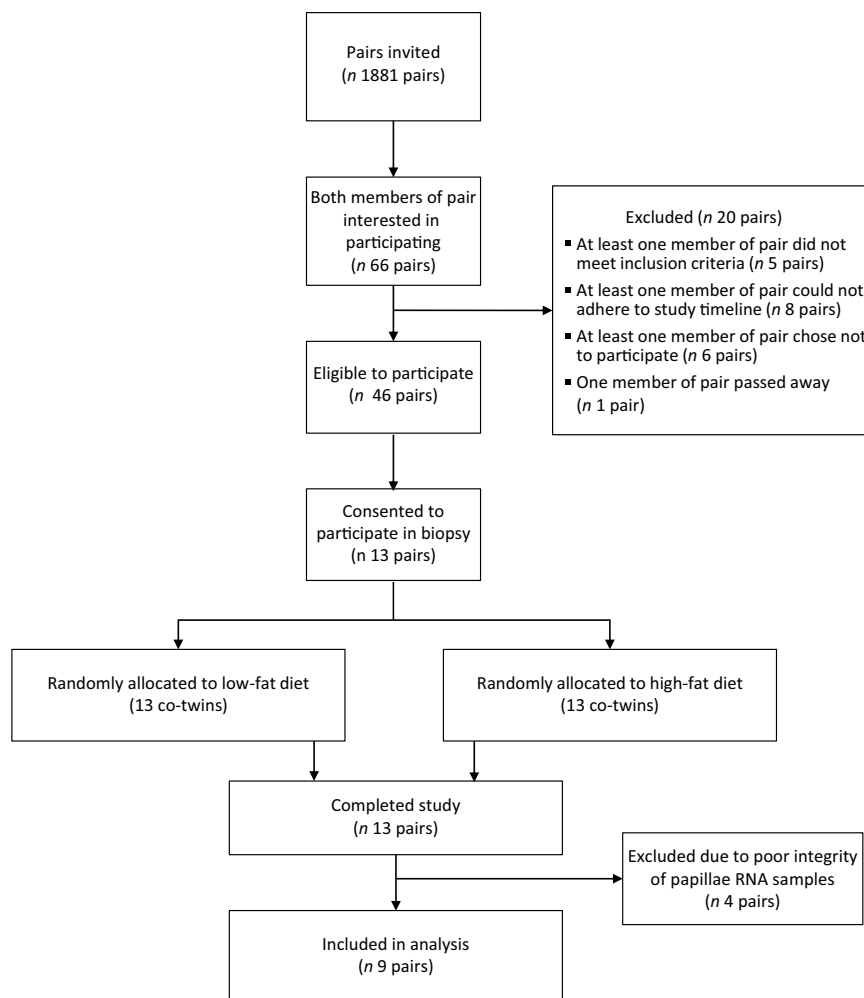 Pairs invited
(n 1881 pairs)
Both members of pair
interested in
participating
(n 66 pairs)
Excluded (n 20 pairs)
▪ At least one member of pair did not
meet inclusion criteria (n 5 pairs)
▪ At least one member of pair could not
adhere to study timeline (n 8 pairs)
▪ At least one member of pair chose not
to participate (n 6 pairs)
▪ One member of pair passed away
(n 1 pair)
Eligible to participate
(n 46 pairs)
Consented to
participate in biopsy
(n 13 pairs)
Randomly allocated to low-fat diet
(13 co-twins)
Randomly allocated to high-fat diet
(13 co-twins)
Completed study
(n 13 pairs)
Excluded due to poor integrity
of papillae RNA samples
(n 4 pairs)
Included in analysis
(n 9 pairs)